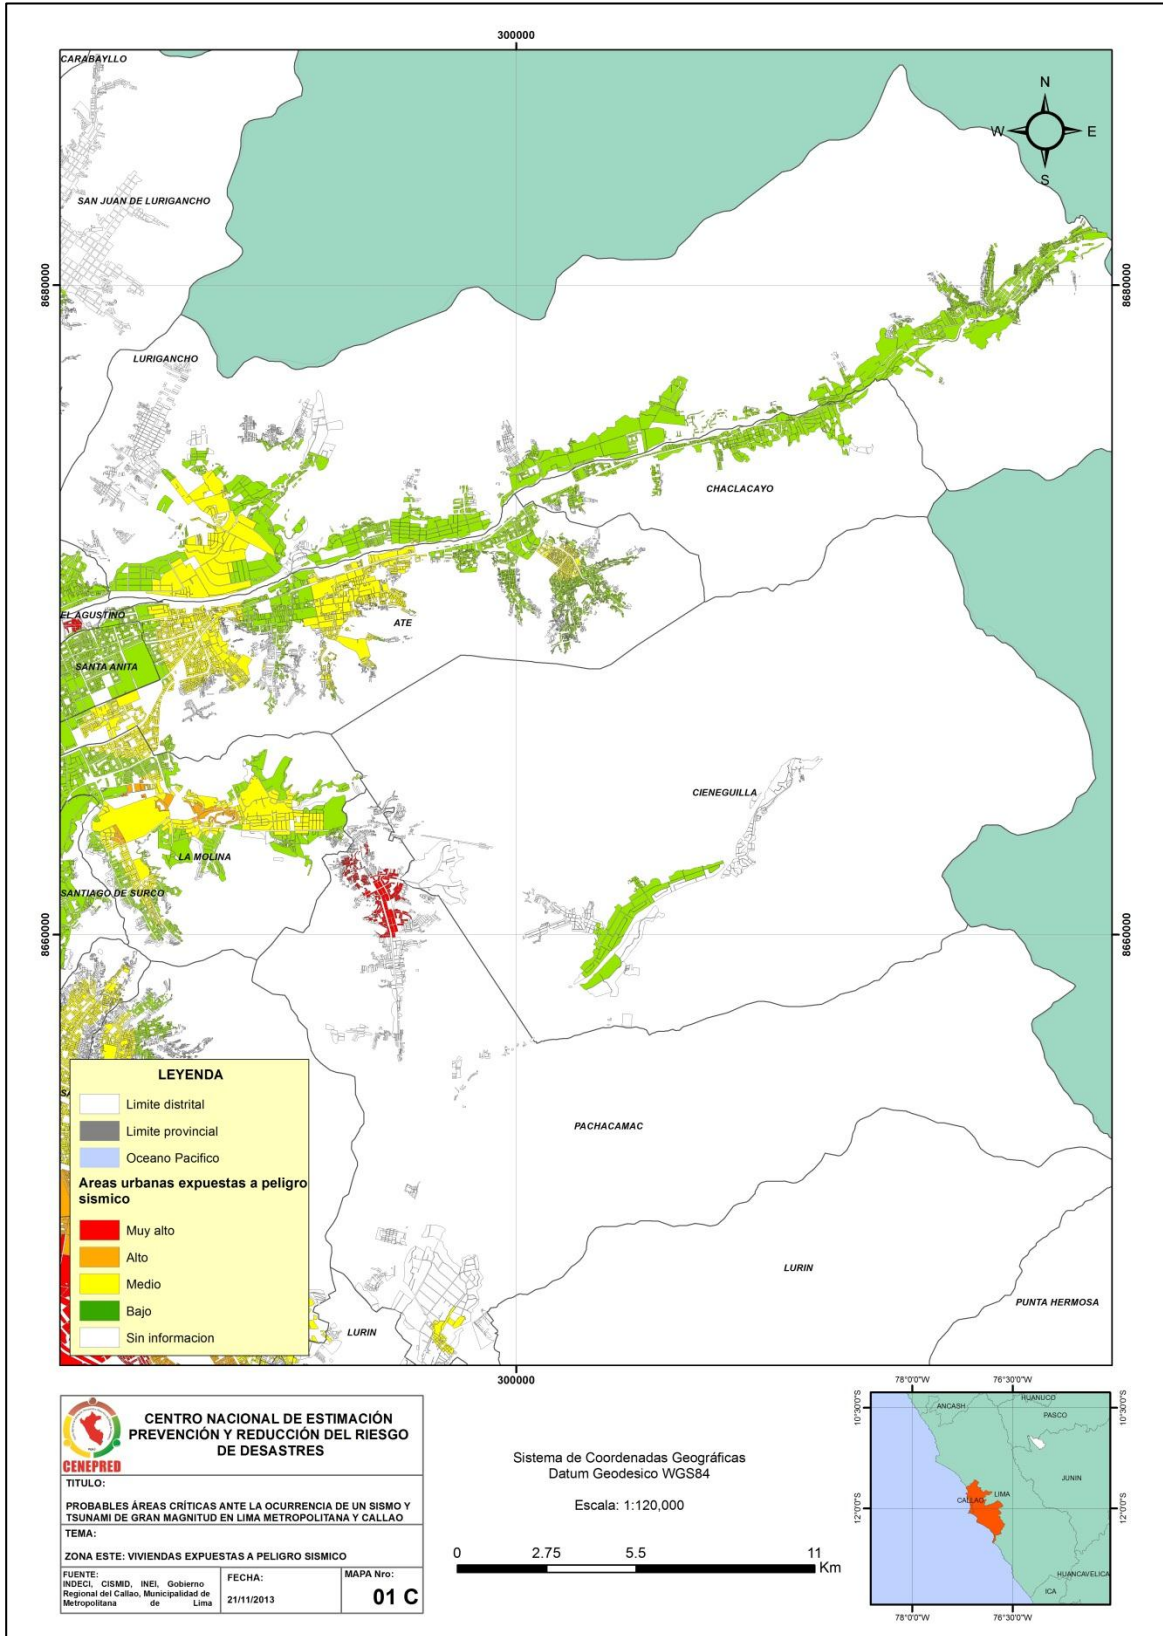 300000
CARABAYLLO
N
W
E
S
SAN JUAN DE LURIGANCHO
8680000
8680000
LURIGANCHO
CHACLACAYO
EL AGUSTINO
ATE
SANTA ANITA
CIENEGUILLA
LA MOLINA
SANTIAGO DE SURCO
8660000
8660000
PACHACAMAC
LURIN
PUNTA HERMOSA
LURIN
SA
LEYENDA
Limite distrital
Limite provincial
Oceano Pacifico
Areas urbanas expuestas a peligro
sismico
Muy alto
Alto
Medio
Bajo
Sin informacion
300000
CENEPRED
CENTRO NACIONAL DE ESTIMACIÓN
PREVENCIÓN Y REDUCCIÓN DEL RIESGO
DE DESASTRES
TITULO:
PROBABLES ÁREAS CRÍTICAS ANTE LA OCURRENCIA DE UN SISMO Y
TSUNAMI DE GRAN MAGNITUD EN LIMA METROPOLITANA Y CALLAO
TEMA:
ZONA ESTE: VIVIENDAS EXPUESTAS A PELIGRO SISMICO
FUENTE:
INDECI, CISMID, INEI, Gobierno
Regional del Callao, Municipalidad de
Metropolitana de Lima
FECHA:
21/11/2013
MAPA Nro:
01 C
Sistema de Coordenadas Geográficas
Datum Geodesico WGS84
Escala: 1:120,000
0 2.75 5.5 11
Km
78°0'0"W 76°30'0"W
10°30'0"S
10°30'0"S
ANCASH
HUANUCO
PASCO
JUNIN
LIMA
CALLAO
12°0'0"S
12°0'0"S
HUANCAVELICA
ICA
78°0'0"W 76°30'0"W